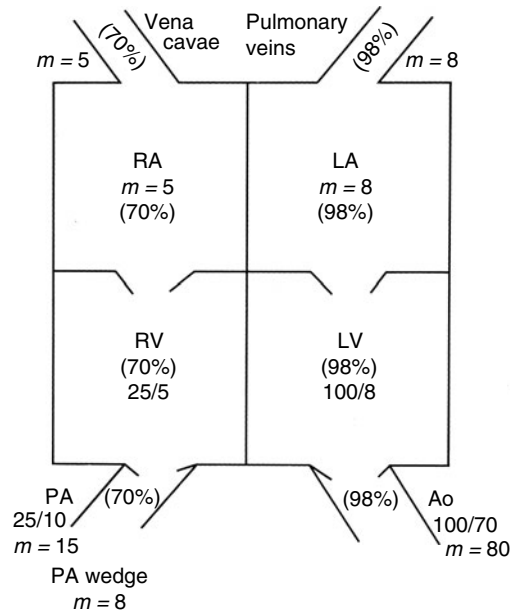 Vena cavae
Pulmonary veins
m = 5
(70%)
(98%)
m = 8
RA
m = 5
(70%)
LA
m = 8
(98%)
RV
(70%)
25/5
LV
(98%)
100/8
PA
25/10
m = 15
(70%)
(98%)
Ao
100/70
m = 80
PA wedge
m = 8